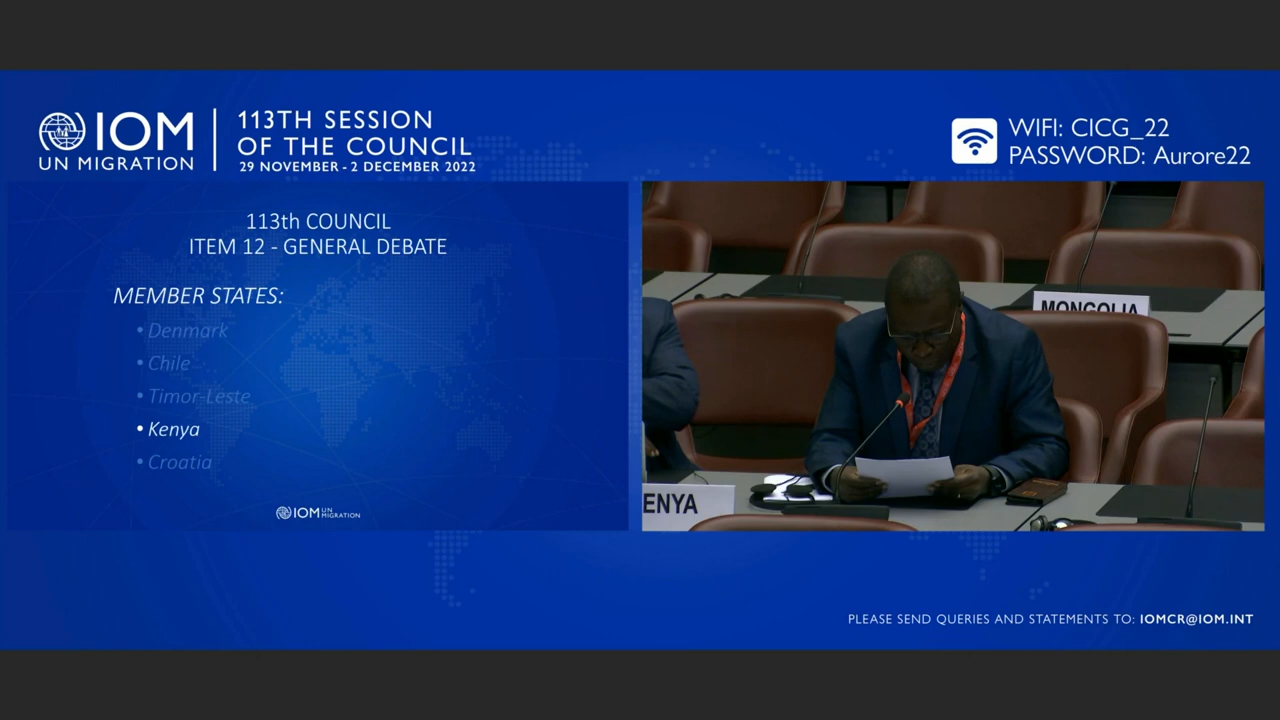 IOM
UN MIGRATION
113TH SESSION
OF THE COUNCIL
29 NOVEMBER - 2 DECEMBER 2022
WIFI: CICG_22
PASSWORD: Aurore22
113th COUNCIL
ITEM 12 - GENERAL DEBATE
MEMBER STATES:
• Denmark
• Chile
• Timor-Leste
• Kenya
• Croatia
IOM UN
MIGRATION
MONGOLIA
ENYA
PLEASE SEND QUERIES AND STATEMENTS TO: IOMCR@IOM.INT